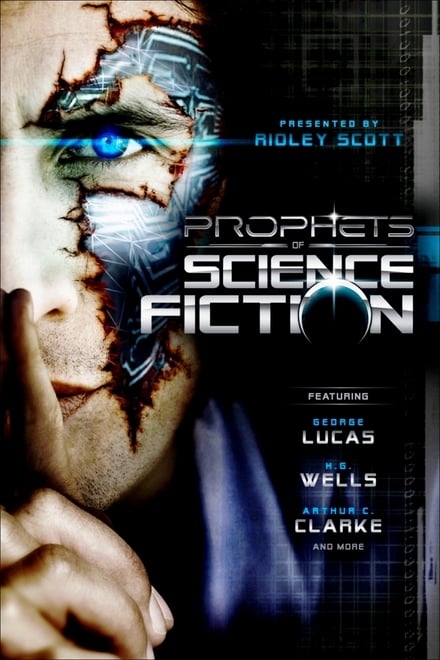 PRESENTED BY
RIDLEY SCOTT
PROPHETS
OF
SCIENCE
FICTION
FEATURING
GEORGE
LUCAS
H.G.
WELLS
ARTHUR C.
CLARKE
AND MORE